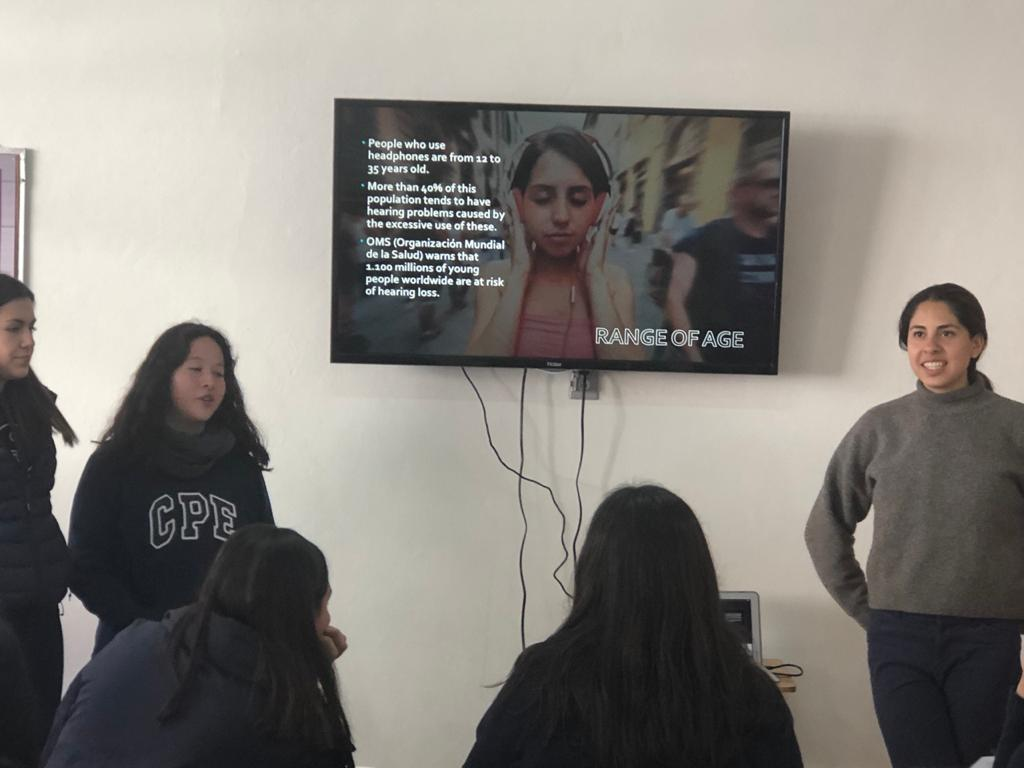 People who use
headphones are from 12 to
35 years old.
More than 40% of this
population tends to have
hearing problems caused by
the excessive use of these.
OMS (Organización Mundial
de la Salud) warns that
1.100 millions of young
people worldwide are at risk
of hearing loss.
RANGE OF AGE
CPE